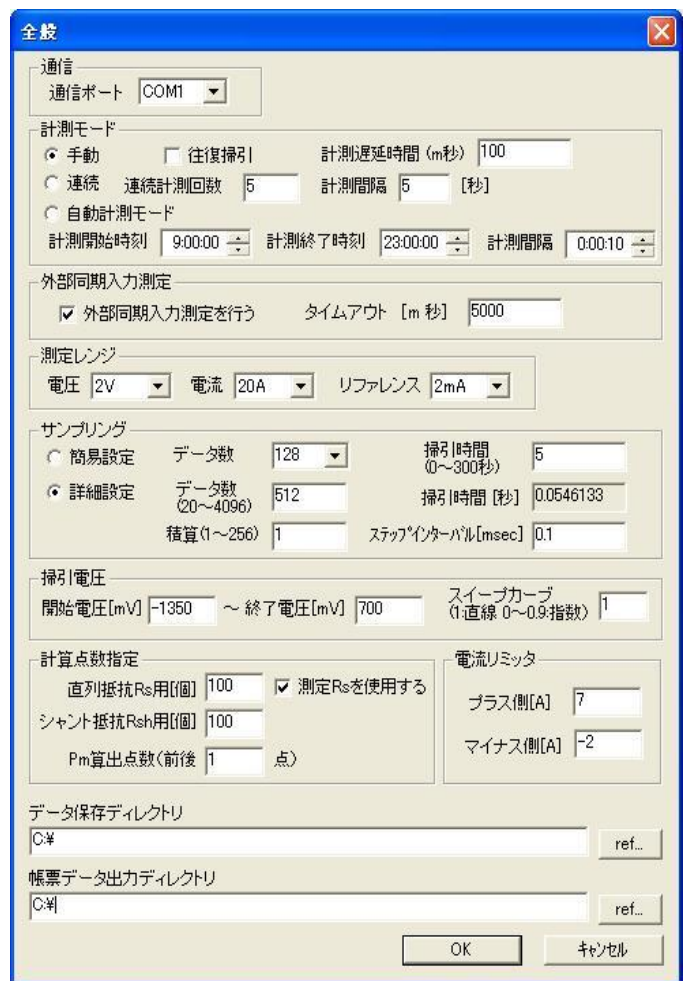 全般
通信
通信ポート COM1
計測モード
手動 往復掃引 計測遅延時間 (m秒) 100
連続 連続計測回数 5 計測間隔 5 [秒]
自動計測モード
計測開始時刻 9:00:00 計測終了時刻 23:00:00 計測間隔 0:00:10
外部同期入力測定
外部同期入力測定を行う タイムアウト [m 秒] 5000
測定レンジ
電圧 2V 電流 20A リファレンス 2mA
サンプリング
簡易設定 データ数 128 掃引時間 (0~300秒) 5
詳細設定 データ数 (20~4096) 512 掃引時間 [秒] 0.0546133
積算(1~256) 1 ステップインターバル[msec] 0.1
掃引電圧
開始電圧[mV] -1350 ~ 終了電圧[mV] 700 スイープカーブ (1:直線 0~0.9:指数) 1
計算点数指定
直列抵抗Rs用[個] 100 測定Rsを使用する
シャント抵抗Rsh用[個] 100
Pm算出点数(前後 1 点)
電流リミッタ
プラス側[A] 7
マイナス側[A] -2
データ保存ディレクトリ
C:¥ ref...
帳票データ出力ディレクトリ
C:¥ ref...
OK キャンセル